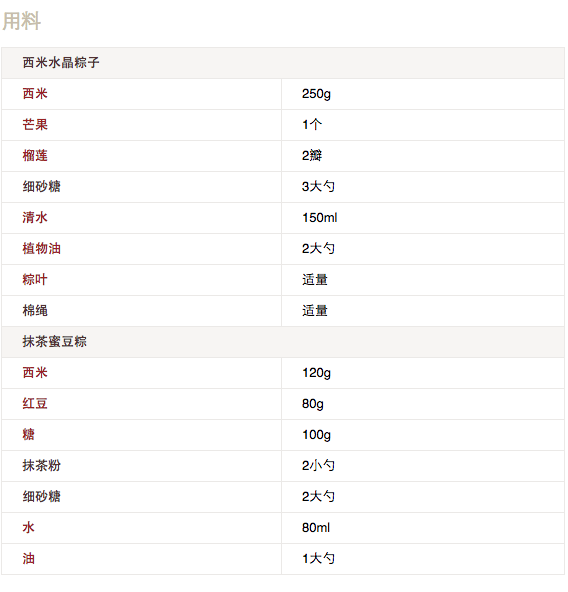 用料
西米水晶粽子
西米 250g
芒果 1个
榴莲 2瓣
细砂糖 3大勺
清水 150ml
植物油 2大勺
粽叶 适量
棉绳 适量
抹茶蜜豆粽
西米 120g
红豆 80g
糖 100g
抹茶粉 2小勺
细砂糖 2大勺
水 80ml
油 1大勺